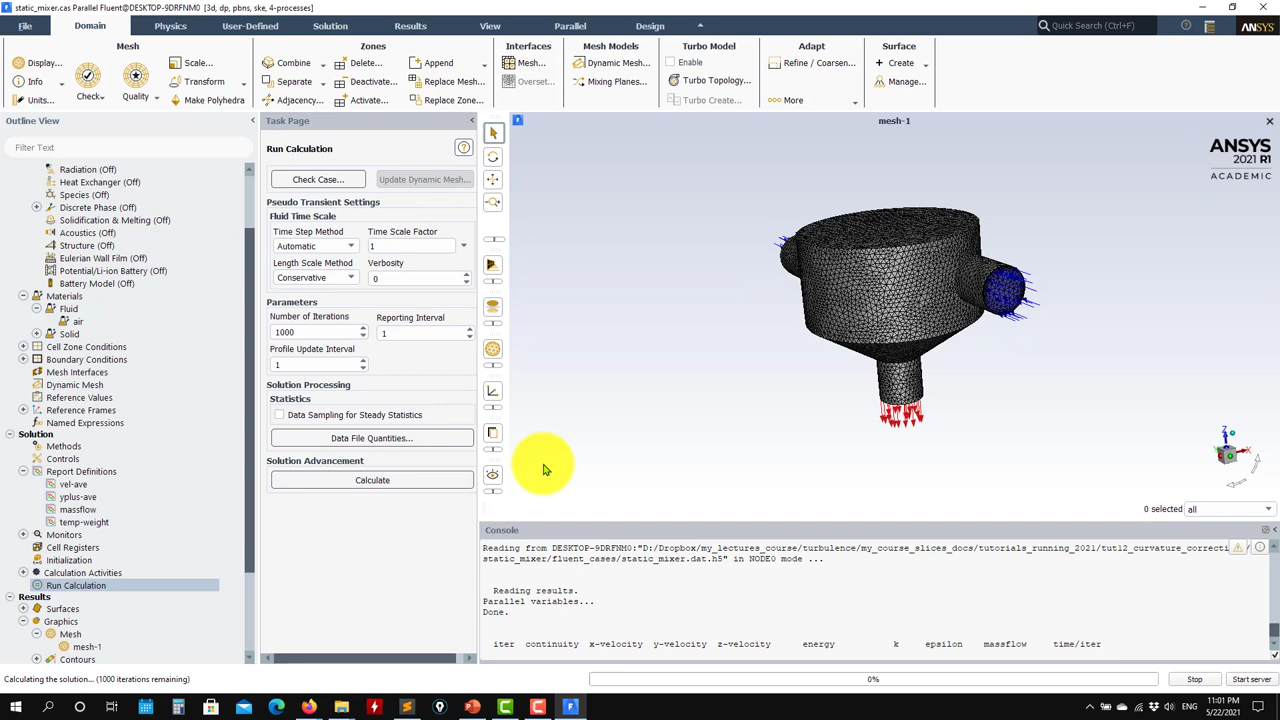 static_mixer.cas Parallel Fluent@DESKTOP-9DRFNM0 [3d, dp, pbns, ske, 4-processes]
File Domain Physics User-Defined Solution Results View Parallel Design Quick Search (Ctrl+F) ANSYS
Mesh Zones Interfaces Mesh Models Turbo Model Adapt Surface
Display... Scale... Combine Delete... Append Mesh... Dynamic Mesh... Enable Refine / Coarsen... Create
Info Transform Separate Deactivate... Replace Mesh... Overset... Mixing Planes... Turbo Topology... Manage...
Units... Check Quality Make Polyhedra Adjacency... Activate... Replace Zone... Turbo Create... More
Outline View
Filter Text
Radiation (Off)
Heat Exchanger (Off)
Species (Off)
Discrete Phase (Off)
Solidification & Melting (Off)
Acoustics (Off)
Structure (Off)
Eulerian Wall Film (Off)
Potential/Li-ion Battery (Off)
Battery Model (Off)
Materials
Fluid
air
Solid
Cell Zone Conditions
Boundary Conditions
Mesh Interfaces
Dynamic Mesh
Reference Values
Reference Frames
Named Expressions
Solution
Methods
Controls
Report Definitions
vel-ave
yplus-ave
massflow
temp-weight
Monitors
Cell Registers
Initialization
Calculation Activities
Run Calculation
Results
Surfaces
Graphics
Mesh
mesh-1
Contours
Task Page
Run Calculation
Check Case... Update Dynamic Mesh...
Pseudo Transient Settings
Fluid Time Scale
Time Step Method Time Scale Factor
Automatic 1
Length Scale Method Verbosity
Conservative 0
Parameters
Number of Iterations Reporting Interval
1000 1
Profile Update Interval
1
Solution Processing
Statistics
Data Sampling for Steady Statistics
Data File Quantities...
Solution Advancement
Calculate
mesh-1
ANSYS
2021 R1
ACADEMIC
Z
Y X
0 selected all
Console
Reading from DESKTOP-9DRFNM0:"D:/Dropbox/my_lectures_course/turbulence/my_course_slices_docs/tutorials_running_2021/tut12_curvature_correcti
static_mixer/fluent_cases/static_mixer.dat.h5" in NODE0 mode ...
Reading results.
Parallel variables...
Done.
iter continuity x-velocity y-velocity z-velocity energy k epsilon massflow time/iter
Calculating the solution... (1000 iterations remaining) 0% Stop Start server
ENG 11:01 PM
5/22/2021